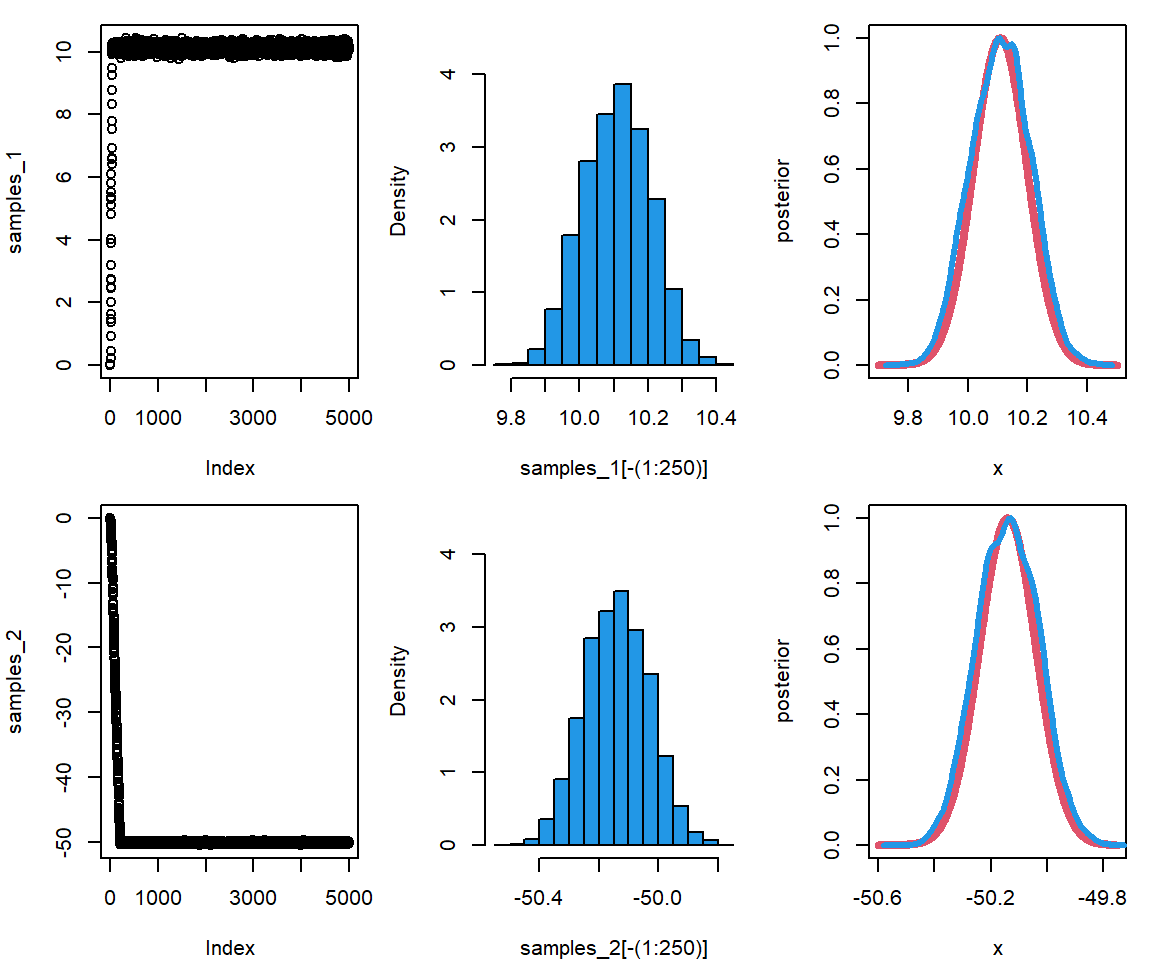 samples_1
0 2 4 6 8 10
0 1000 3000 5000
Index
Density
0 1 2 3 4
9.8 10.0 10.2 10.4
samples_1[-(1:250)]
posterior
0.0 0.2 0.4 0.6 0.8 1.0
9.8 10.0 10.2 10.4
x
samples_2
-50 -40 -30 -20 -10 0
0 1000 3000 5000
Index
Density
0 1 2 3 4
-50.4 -50.0
samples_2[-(1:250)]
posterior
0.0 0.2 0.4 0.6 0.8 1.0
-50.6 -50.2 -49.8
x